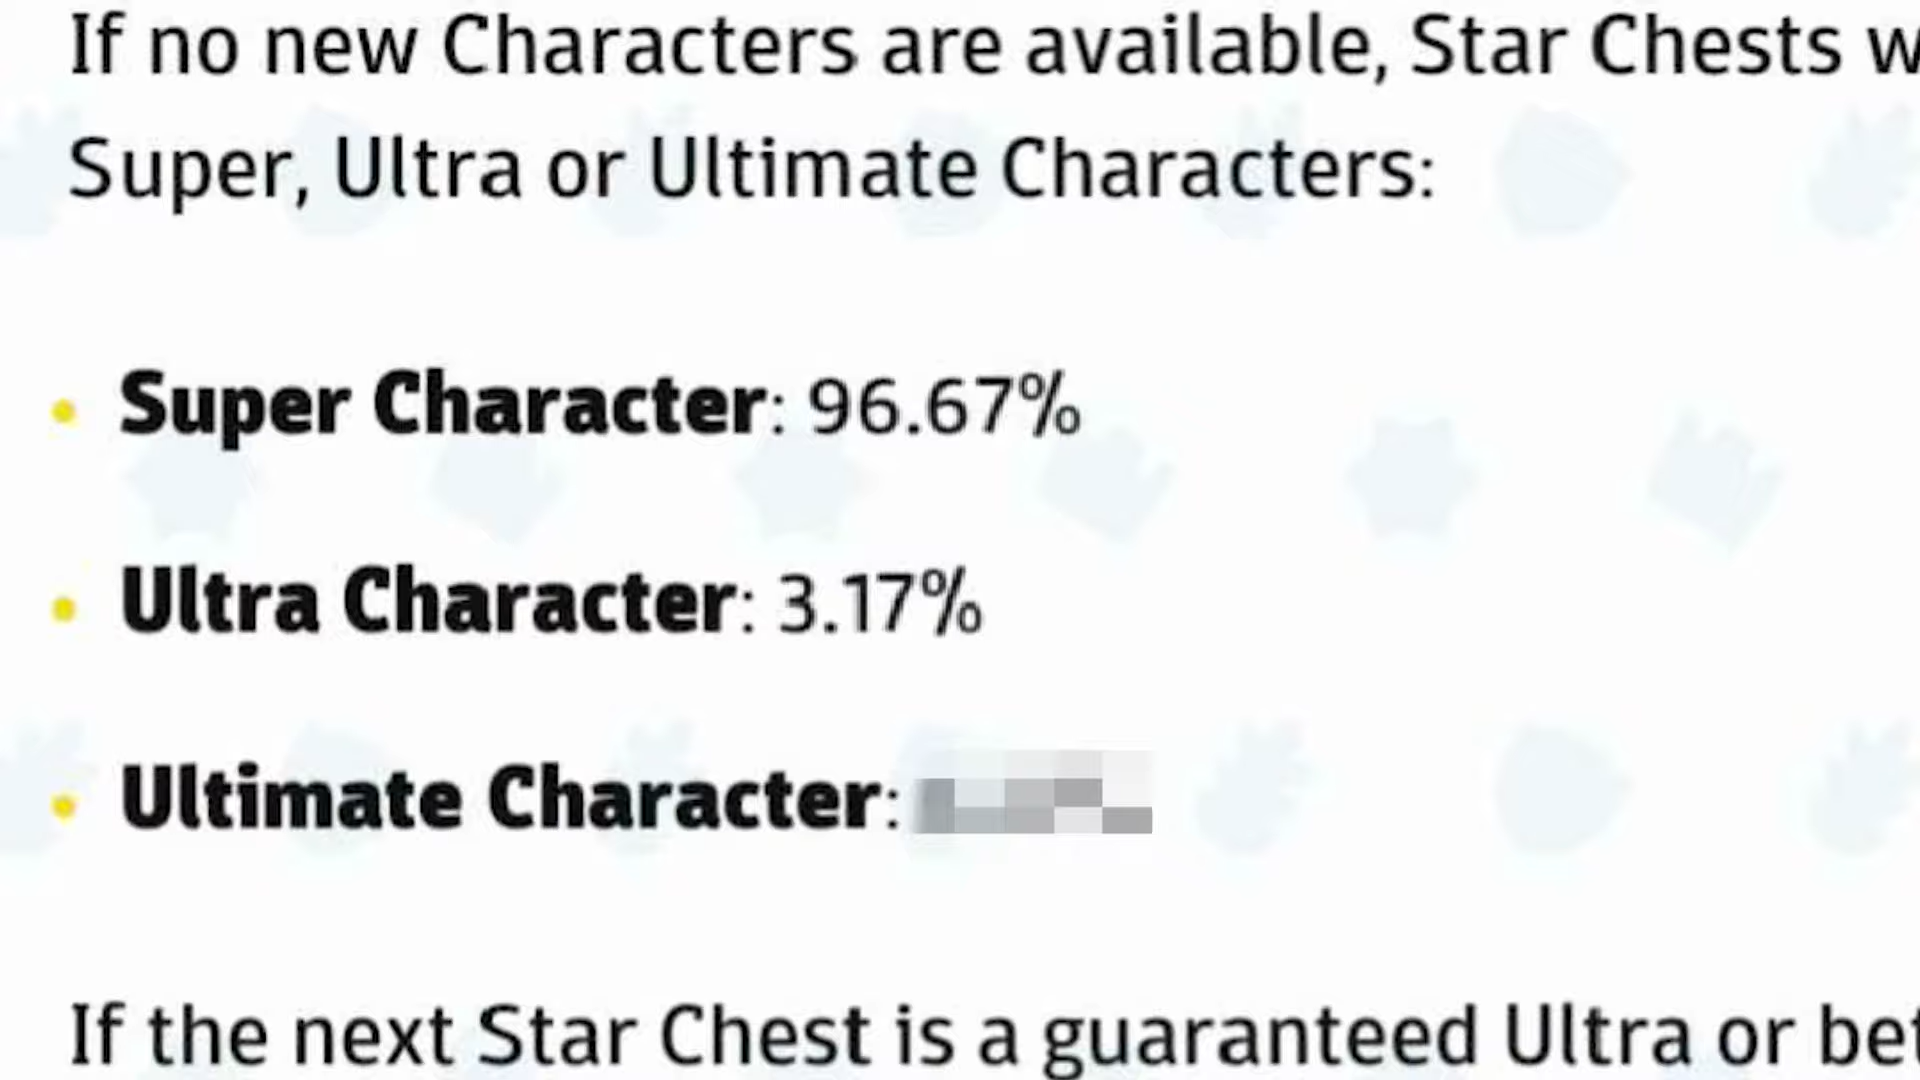 If no new Characters are available, Star Chests w
Super, Ultra or Ultimate Characters:
• Super Character: 96.67%
• Ultra Character: 3.17%
• Ultimate Character:
If the next Star Chest is a guaranteed Ultra or bet